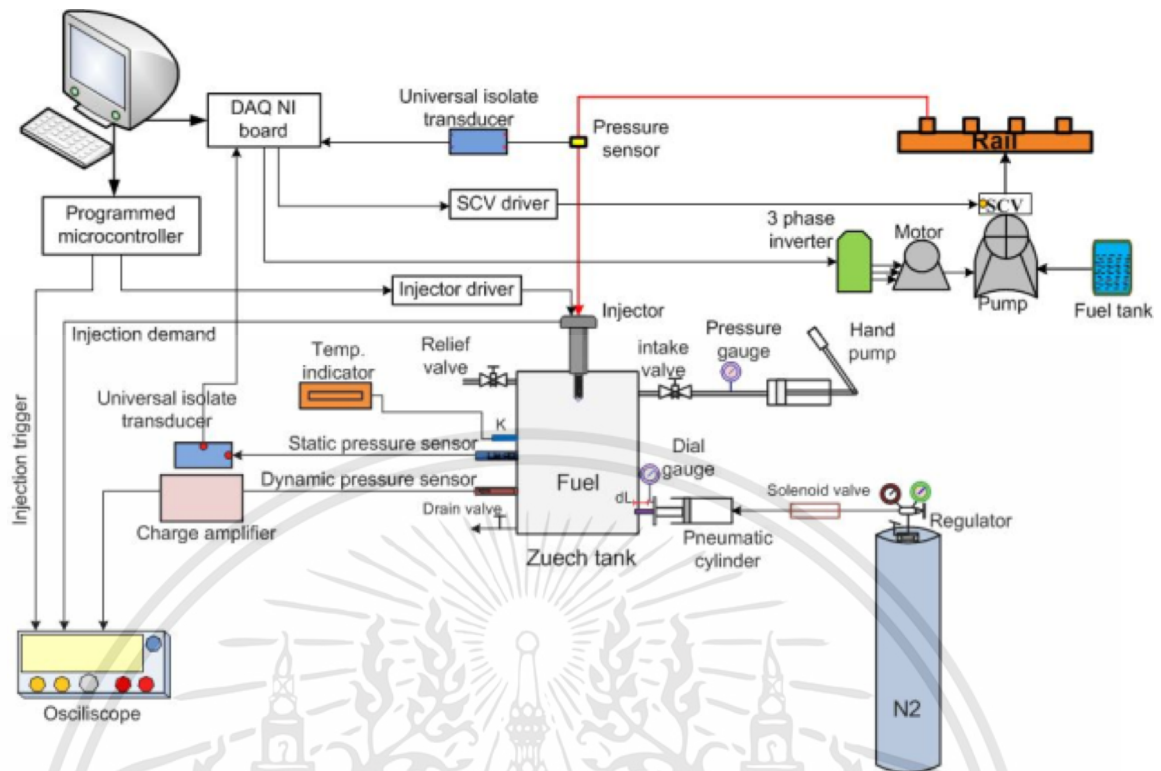 DAQ NI
board
Universal isolate
transducer
Pressure
sensor
Rail
SCV driver
SCV
Programmed
microcontroller
3 phase
inverter
Motor
Pump
Fuel tank
Injector driver
Injection demand
Injector
Injection trigger
Temp.
indicator
Relief
valve
intake
valve
Pressure
gauge
Hand
pump
Universal isolate
transducer
K
Static pressure sensor
Dynamic pressure sensor
Charge amplifier
Drain valve
T
Fuel
Zuech tank
Dial
gauge
dL
Pneumatic
cylinder
Solenoid valve
Regulator
N2
Osciliscope